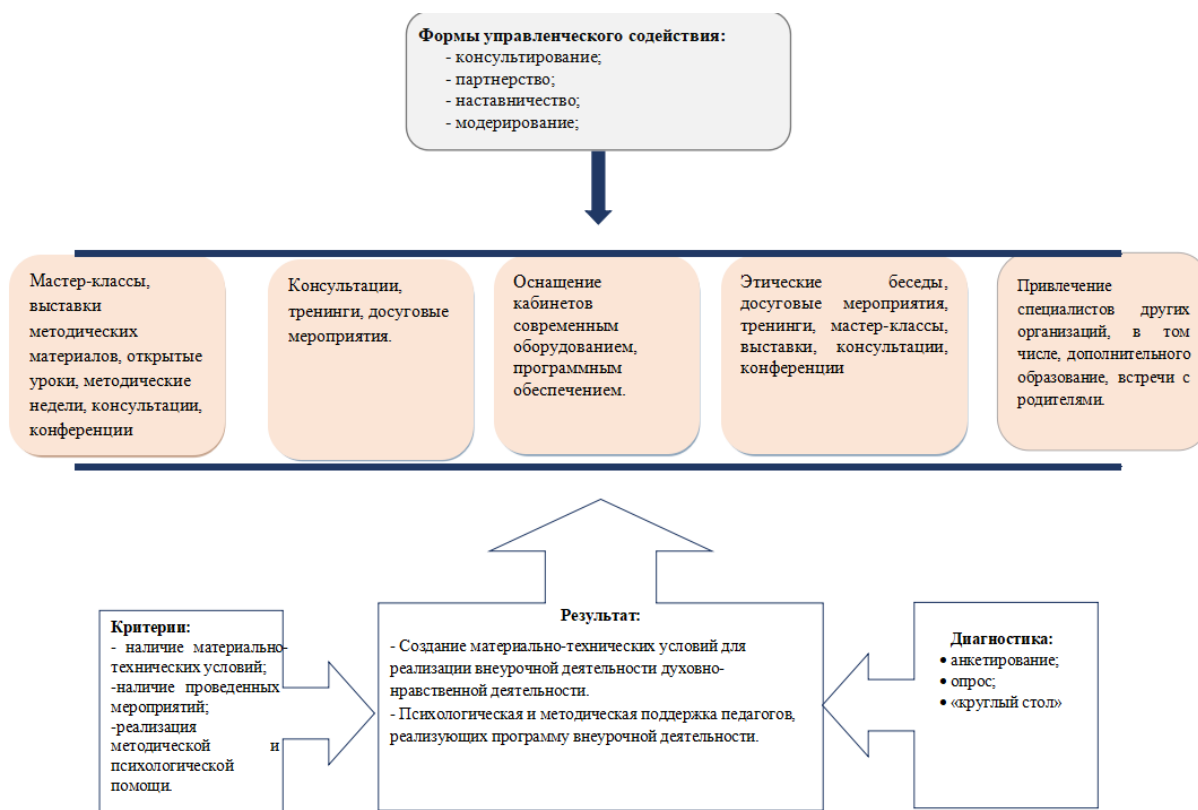 Формы управленческого содействия:
- консультирование;
- партнерство;
- наставничество;
- модерирование;
Мастер-классы,
выставки
методических
материалов, открытые
уроки, методические
недели, консультации,
конференции
Консультации,
тренинги, досуговые
мероприятия.
Оснащение
кабинетов
современным
оборудованием,
программным
обеспечением.
Этические беседы,
досуговые мероприятия,
тренинги, мастер-классы,
выставки, консультации,
конференции
Привлечение
специалистов других
организаций, в том
числе, дополнительного
образование, встречи с
родителями.
Критерии:
- наличие материально-
технических условий;
-наличие проведенных
мероприятий;
-реализация
методической и
психологической
помощи.
Результат:
- Создание материально-технических условий для
реализации внеурочной деятельности духовно-
нравственной деятельности.
- Психологическая и методическая поддержка педагогов,
реализующих программу внеурочной деятельности.
Диагностика:
• анкетирование;
• опрос;
• «круглый стол»